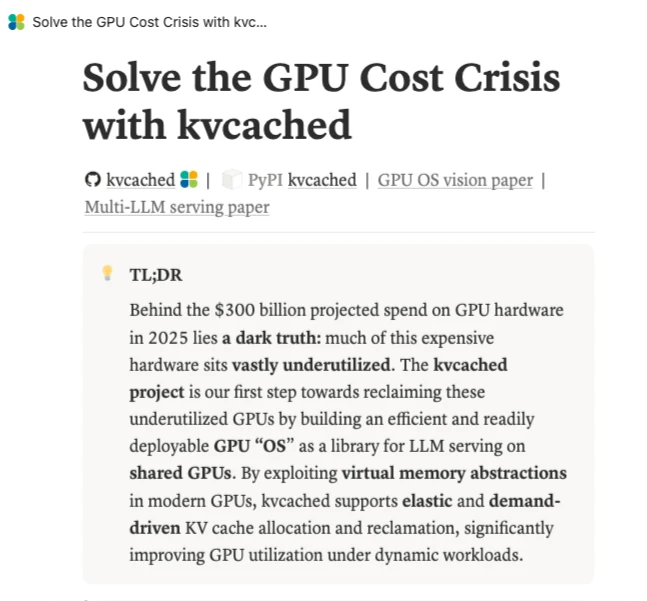 Solve the GPU Cost Crisis with kvc...
Solve the GPU Cost Crisis
with kvcached
kvcached | PyPI kvcached | GPU OS vision paper |
Multi-LLM serving paper
TL;DR
Behind the $300 billion projected spend on GPU hardware
in 2025 lies a dark truth: much of this expensive
hardware sits vastly underutilized. The kvcached
project is our first step towards reclaiming these
underutilized GPUs by building an efficient and readily
deployable GPU “OS” as a library for LLM serving on
shared GPUs. By exploiting virtual memory abstractions
in modern GPUs, kvcached supports elastic and demand-
driven KV cache allocation and reclamation, significantly
improving GPU utilization under dynamic workloads.